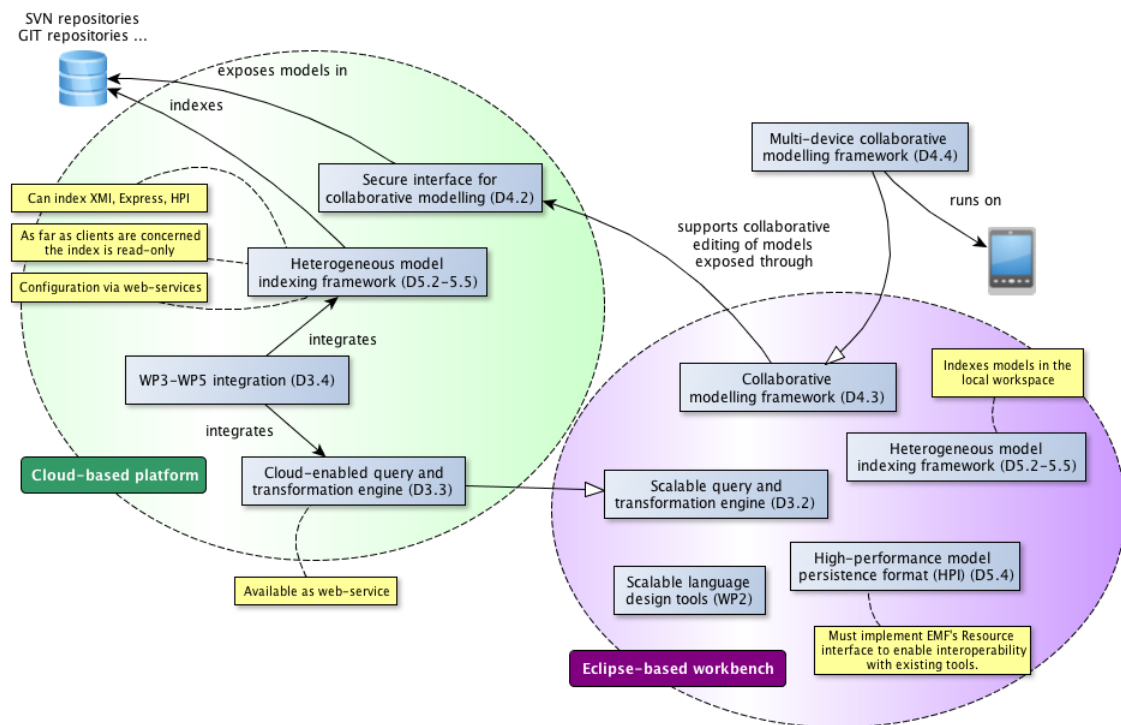 SVN repositories
GIT repositories ...
exposes models in
indexes
Multi-device collaborative
modelling framework (D4.4)
Secure interface for
collaborative modelling (D4.2)
Can index XMI, Express, HPI
runs on
As far as clients are concerned
the index is read-only
supports collaborative
editing of models
exposed through
Heterogeneous model
indexing framework (D5.2-5.5)
Configuration via web-services
integrates
WP3-WP5 integration (D3.4)
Collaborative
modelling framework (D4.3)
Indexes models in the
local workspace
integrates
Heterogeneous model
indexing framework (D5.2-5.5)
Cloud-based platform
Cloud-enabled query and
transformation engine (D3.3)
Scalable query and
transformation engine (D3.2)
High-performance model
persistence format (HPI) (D5.4)
Scalable language
design tools (WP2)
Available as web-service
Must implement EMF's Resource
interface to enable interoperability
with existing tools.
Eclipse-based workbench